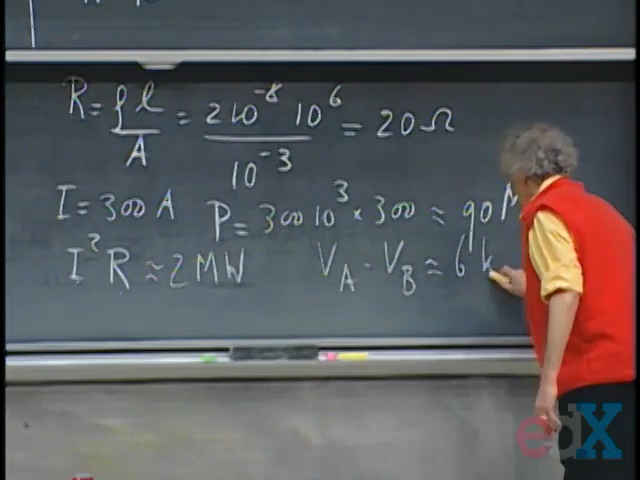 R = ρl/A = 2 10⁻⁸ 10⁶ / 10⁻³ = 20 Ω
I = 300 A P = 300 10³ × 300 ≈ 90 M
I²R ≈ 2 MW V_A - V_B ≈ 6 k
edX